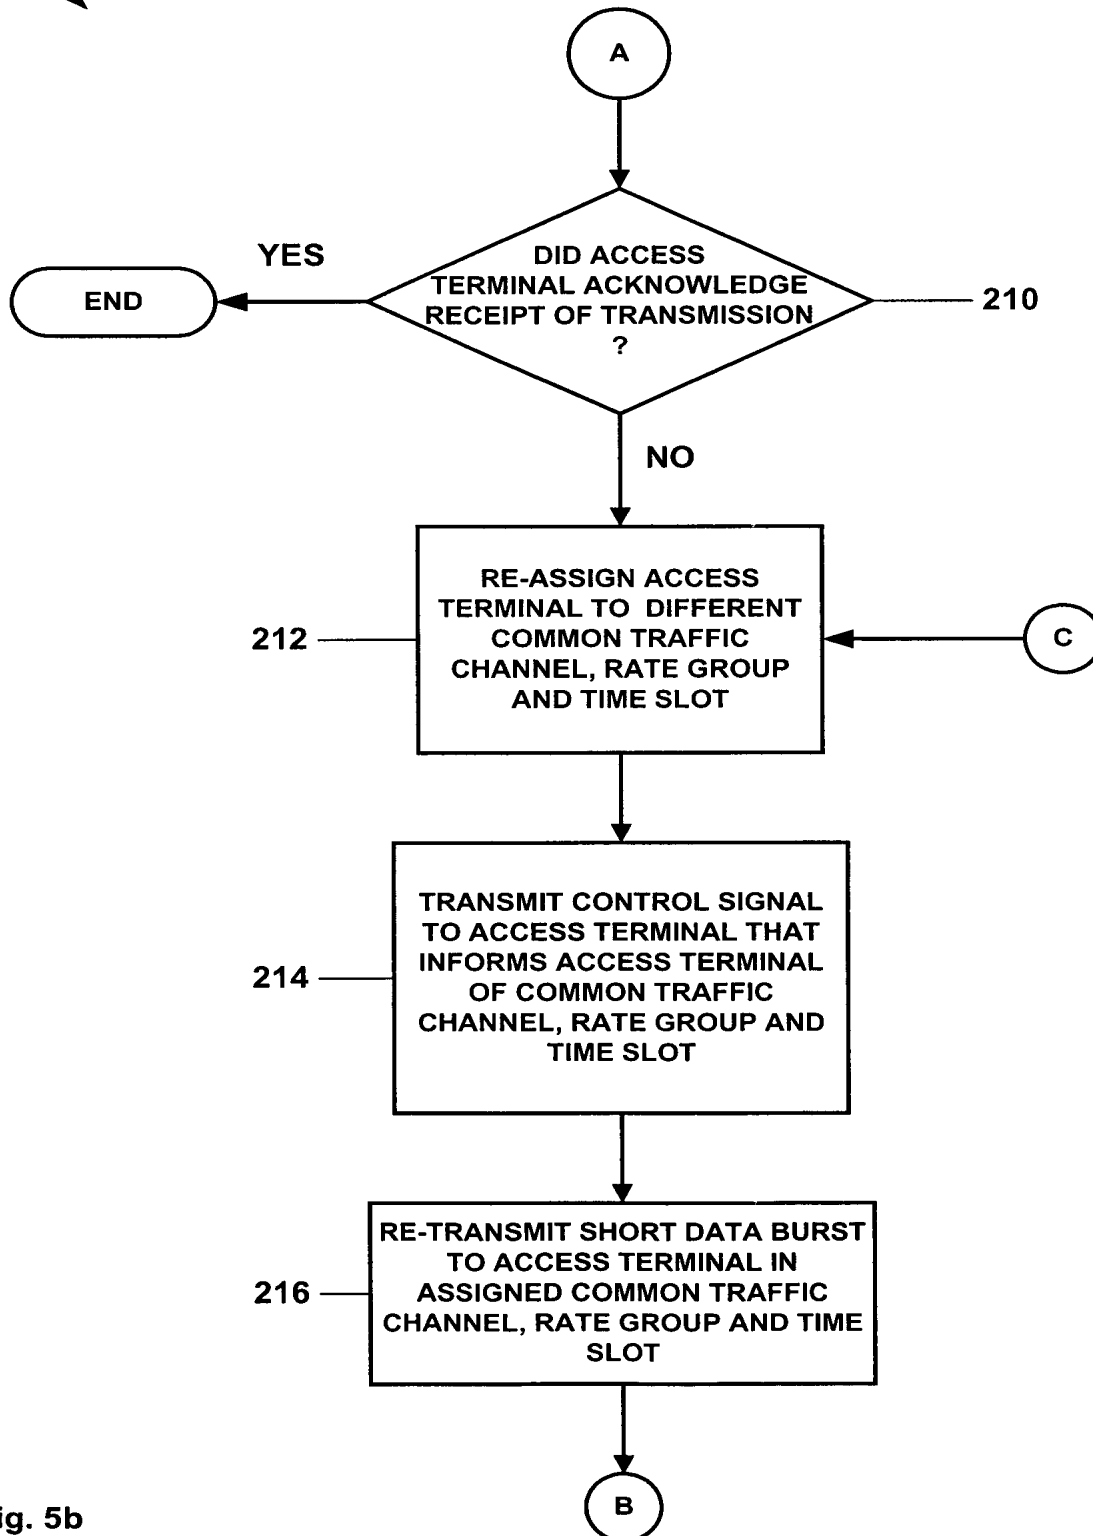 A
DID ACCESS
TERMINAL ACKNOWLEDGE
RECEIPT OF TRANSMISSION
?
YES
END
210
NO
RE-ASSIGN ACCESS
TERMINAL TO DIFFERENT
COMMON TRAFFIC
CHANNEL, RATE GROUP
AND TIME SLOT
212
C
TRANSMIT CONTROL SIGNAL
TO ACCESS TERMINAL THAT
INFORMS ACCESS TERMINAL
OF COMMON TRAFFIC
CHANNEL, RATE GROUP AND
TIME SLOT
214
RE-TRANSMIT SHORT DATA BURST
TO ACCESS TERMINAL IN
ASSIGNED COMMON TRAFFIC
CHANNEL, RATE GROUP AND TIME
SLOT
216
B
ig. 5b